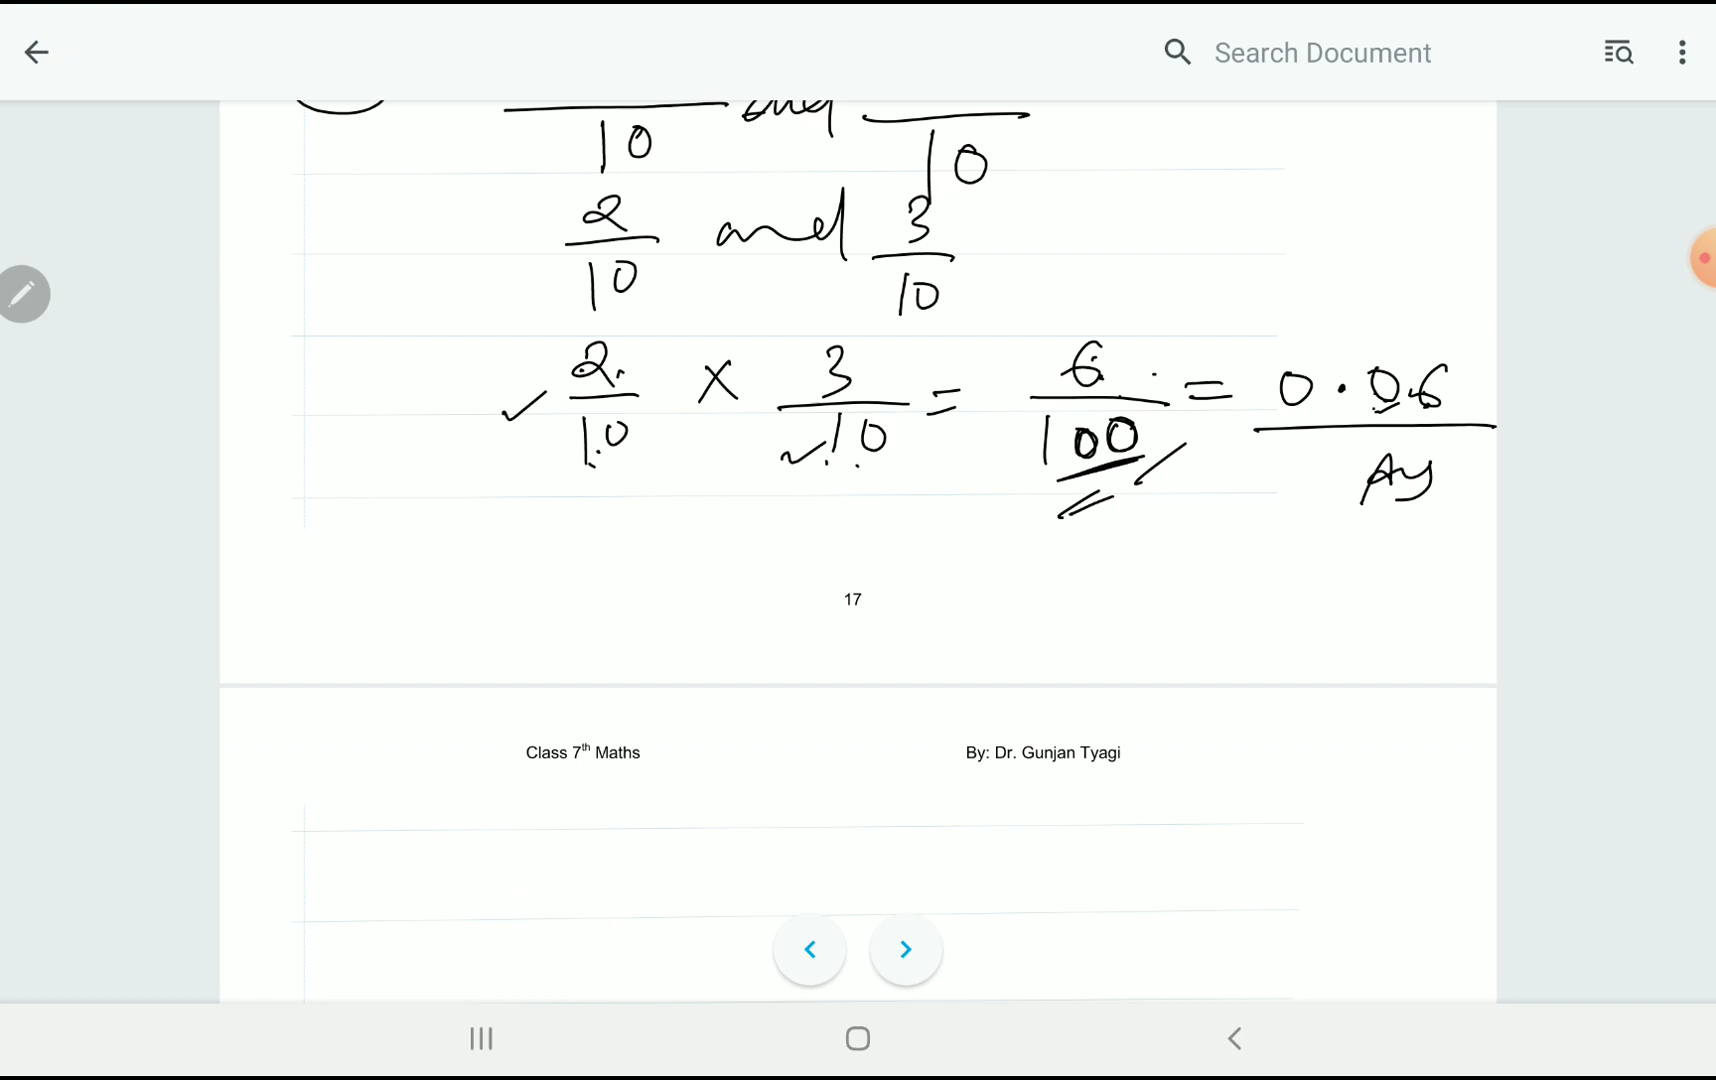 Search Document
and
10 10
2/10 and 3/10
2/10 × 3/10 = 6/100 = 0.06
Ay
17
Class 7th Maths By: Dr. Gunjan Tyagi